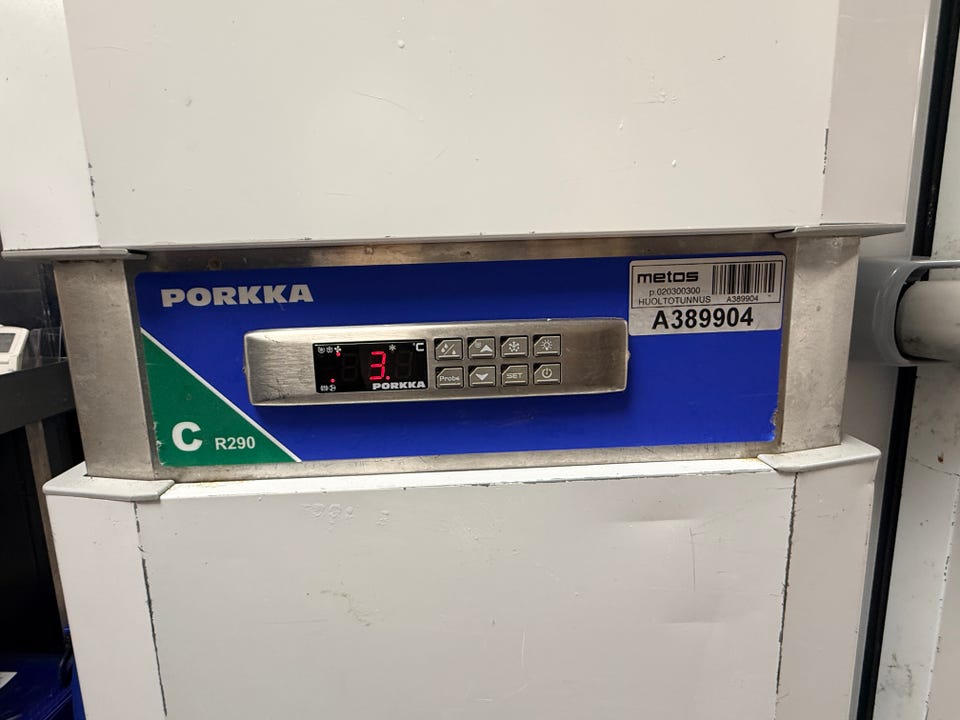 PORKKA
metos
p.020300300
HUOLTOTUNNUS A389904
A389904
°C
3.
PORKKA
Probe
SET
C R290